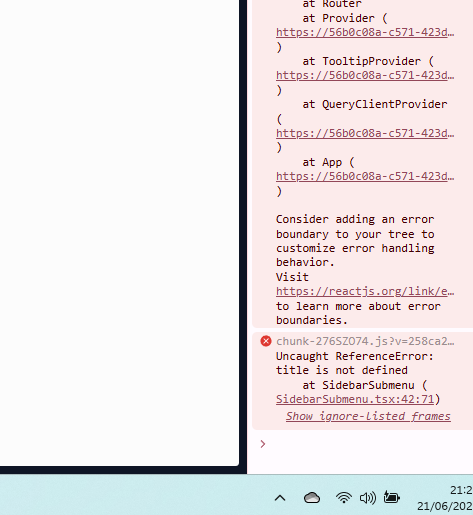 at Router
at Provider (
https://56b0c08a-c571-423d…
)
at TooltipProvider (
https://56b0c08a-c571-423d…
)
at QueryClientProvider
(
https://56b0c08a-c571-423d…
)
at App (
https://56b0c08a-c571-423d…
)
Consider adding an error
boundary to your tree to
customize error handling
behavior.
Visit
https://reactjs.org/link/e…
to learn more about error
boundaries.
chunk-276SZO74.js?v=258ca2…
Uncaught ReferenceError:
title is not defined
at SidebarSubmenu (
SidebarSubmenu.tsx:42:71)
Show ignore-listed frames
>
21:2
21/06/202